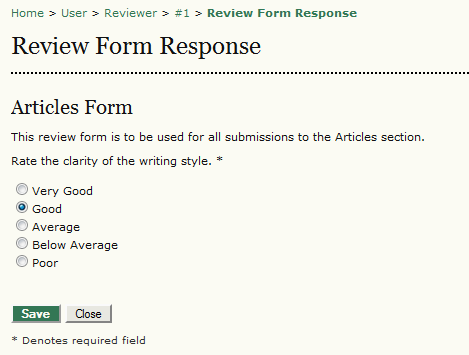 Home > User > Reviewer > #1 > Review Form Response
Review Form Response
Articles Form
This review form is to be used for all submissions to the Articles section.
Rate the clarity of the writing style. *
Very Good
Good
Average
Below Average
Poor
Save Close
* Denotes required field